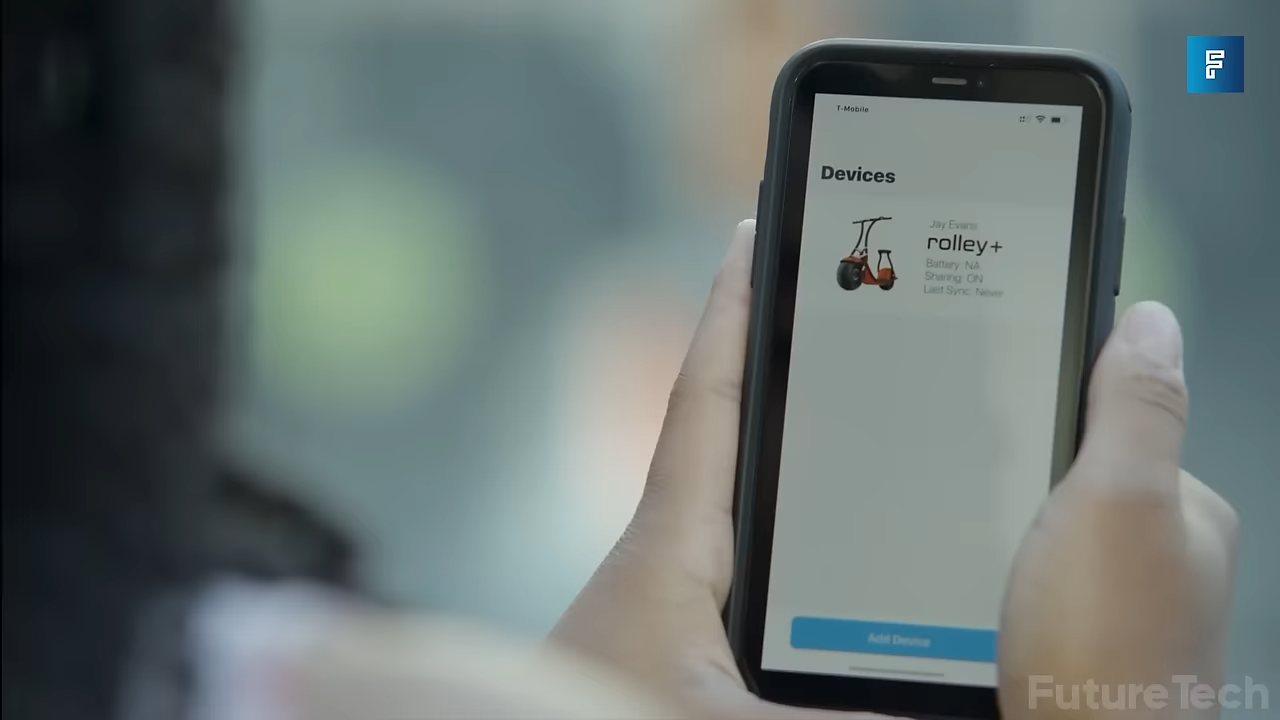 T-Mobile
Devices
Jay Evans
rolley+
Battery: NA
Sharing: ON
Last Sync: Never
Add Device
FutureTech